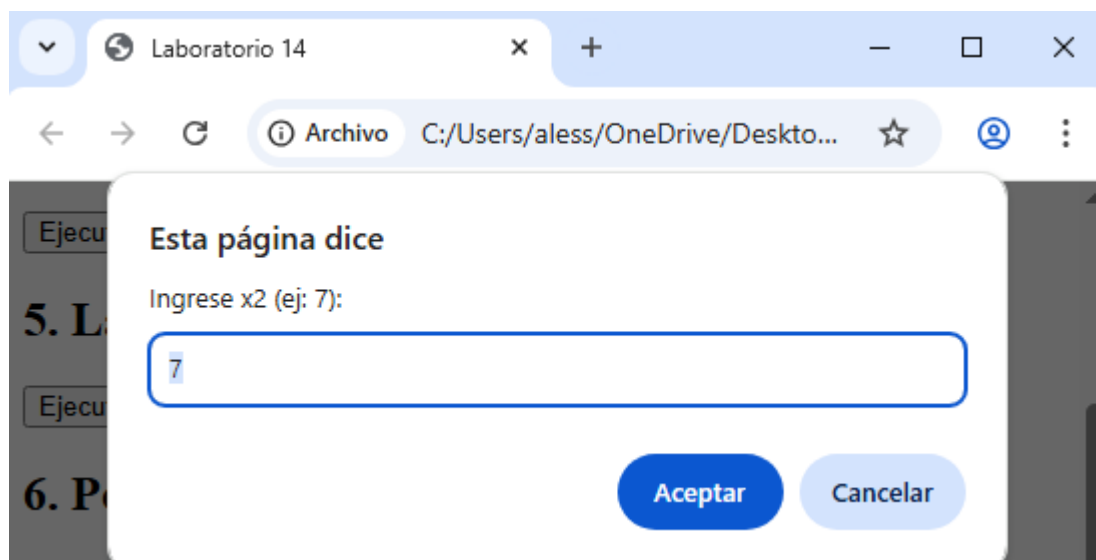 Laboratorio 14
Archivo C:/Users/aless/OneDrive/Deskto...
Ejecu
Esta página dice
Ingrese x2 (ej: 7):
5. L
7
Ejecu
6. P
Aceptar Cancelar